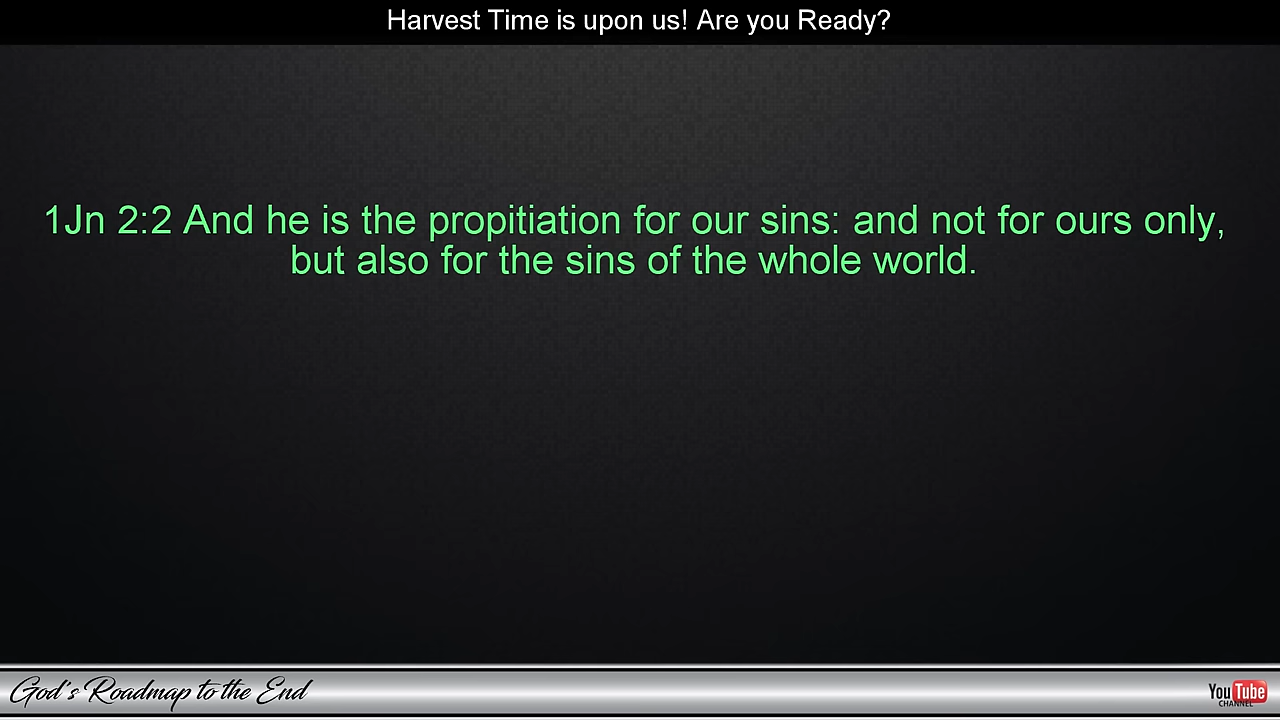 Harvest Time is upon us! Are you Ready?
1Jn 2:2 And he is the propitiation for our sins: and not for ours only,
but also for the sins of the whole world.
God's Roadmap to the End
YouTube
CHANNEL